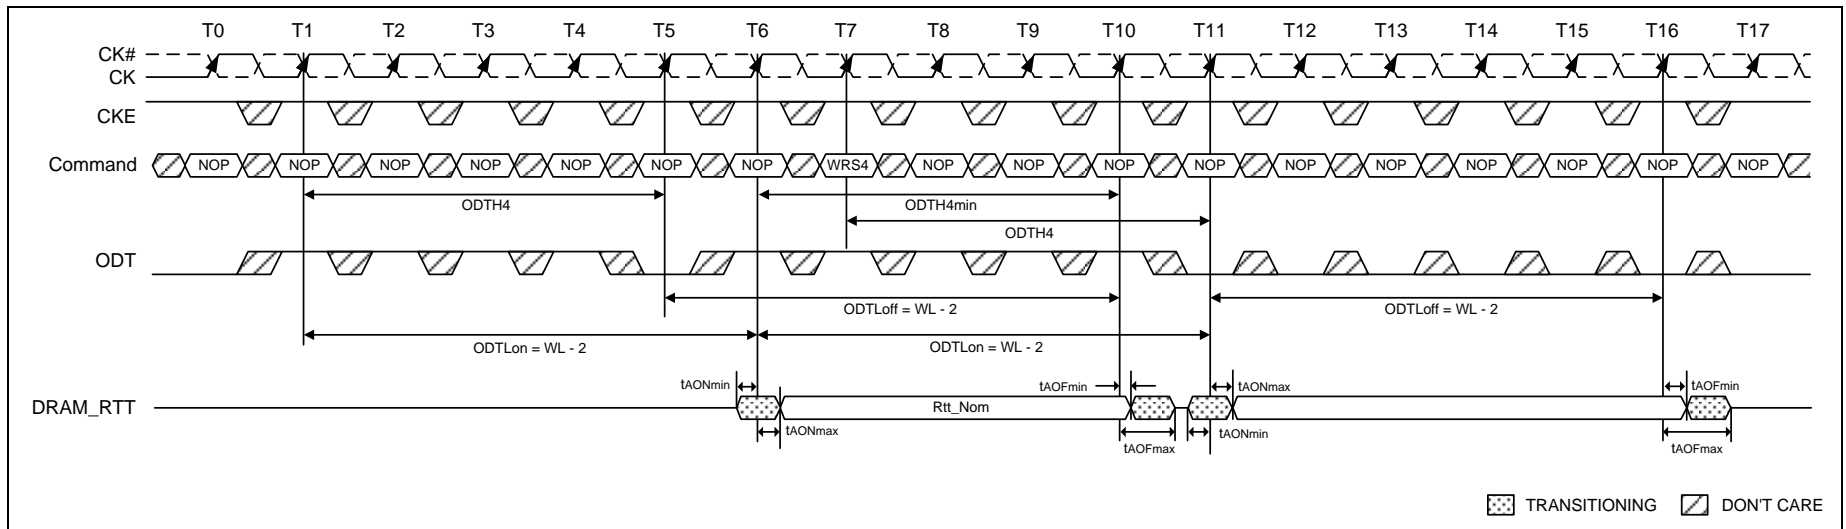 T0 T1 T2 T3 T4 T5 T6 T7 T8 T9 T10 T11 T12 T13 T14 T15 T16 T17
CK#
CK
CKE
Command NOP NOP NOP NOP NOP NOP NOP WRS4 NOP NOP NOP NOP NOP NOP NOP NOP NOP NOP
ODTH4 ODTH4min
ODTH4
ODT
ODTLoff = WL - 2 ODTLoff = WL - 2
ODTLon = WL - 2 ODTLon = WL - 2
tAONmin tAOFmin tAONmax tAOFmin
DRAM_RTT Rtt_Nom
tAONmax tAOFmax tAONmin tAOFmax
TRANSITIONING DON'T CARE